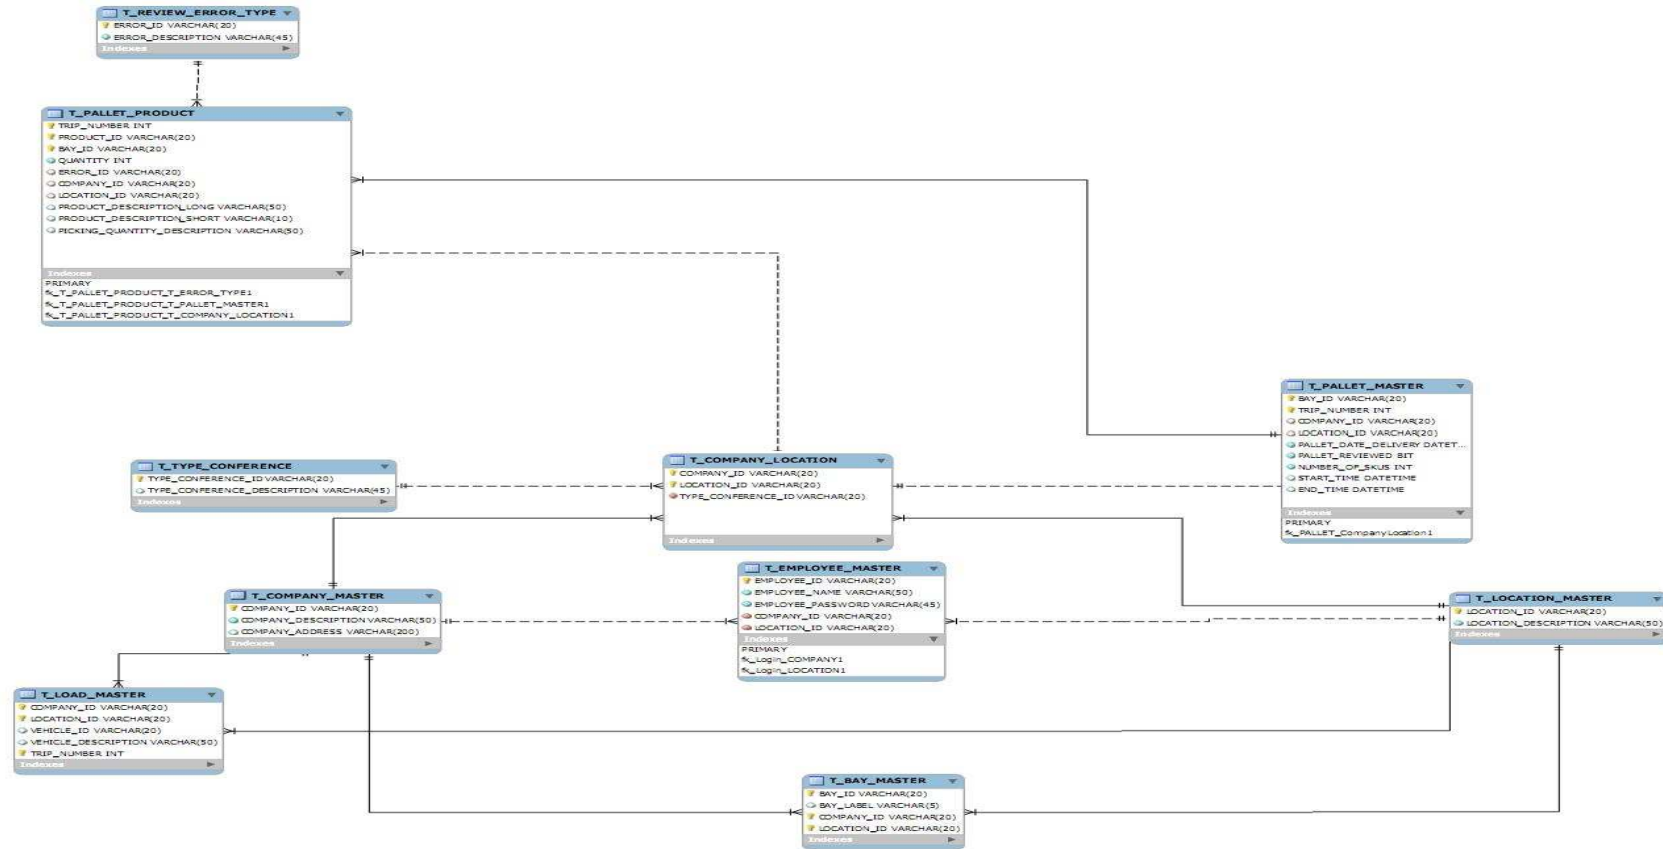 T_REVIEW_ERROR_TYPE
ERROR_ID VARCHAR(20)
ERROR_DESCRIPTION VARCHAR(45)
Indexes
T_PALLET_PRODUCT
TRIP_NUMBER INT
PRODUCT_ID VARCHAR(20)
BAY_ID VARCHAR(20)
QUANTITY INT
ERROR_ID VARCHAR(20)
COMPANY_ID VARCHAR(20)
LOCATION_ID VARCHAR(20)
PRODUCT_DESCRIPTION_LONG VARCHAR(50)
PRODUCT_DESCRIPTION_SHORT VARCHAR(10)
PICKING_QUANTITY_DESCRIPTION VARCHAR(50)
Indexes
PRIMARY
fk_T_PALLET_PRODUCT_T_ERROR_TYPE1
fk_T_PALLET_PRODUCT_T_PALLET_MASTER1
fk_T_PALLET_PRODUCT_T_COMPANY_LOCATION1
T_PALLET_MASTER
BAY_ID VARCHAR(20)
TRIP_NUMBER INT
COMPANY_ID VARCHAR(20)
LOCATION_ID VARCHAR(20)
PALLET_DATE_DELIVERY DATET...
PALLET_REVIEWED BIT
NUMBER_OF_SKUS INT
START_TIME DATETIME
END_TIME DATETIME
Indexes
PRIMARY
fk_PALLET_CompanyLocation1
T_TYPE_CONFERENCE
TYPE_CONFERENCE_ID VARCHAR(20)
TYPE_CONFERENCE_DESCRIPTION VARCHAR(45)
Indexes
T_COMPANY_LOCATION
COMPANY_ID VARCHAR(20)
LOCATION_ID VARCHAR(20)
TYPE_CONFERENCE_ID VARCHAR(20)
Indexes
T_COMPANY_MASTER
COMPANY_ID VARCHAR(20)
COMPANY_DESCRIPTION VARCHAR(50)
COMPANY_ADDRESS VARCHAR(200)
Indexes
T_EMPLOYEE_MASTER
EMPLOYEE_ID VARCHAR(20)
EMPLOYEE_NAME VARCHAR(50)
EMPLOYEE_PASSWORD VARCHAR(45)
COMPANY_ID VARCHAR(20)
LOCATION_ID VARCHAR(20)
Indexes
PRIMARY
fk_Login_COMPANY1
fk_Login_LOCATION1
T_LOCATION_MASTER
LOCATION_ID VARCHAR(20)
LOCATION_DESCRIPTION VARCHAR(50)
Indexes
T_LOAD_MASTER
COMPANY_ID VARCHAR(20)
LOCATION_ID VARCHAR(20)
VEHICLE_ID VARCHAR(20)
VEHICLE_DESCRIPTION VARCHAR(50)
TRIP_NUMBER INT
Indexes
T_BAY_MASTER
BAY_ID VARCHAR(20)
BAY_LABEL VARCHAR(5)
COMPANY_ID VARCHAR(20)
LOCATION_ID VARCHAR(20)
Indexes